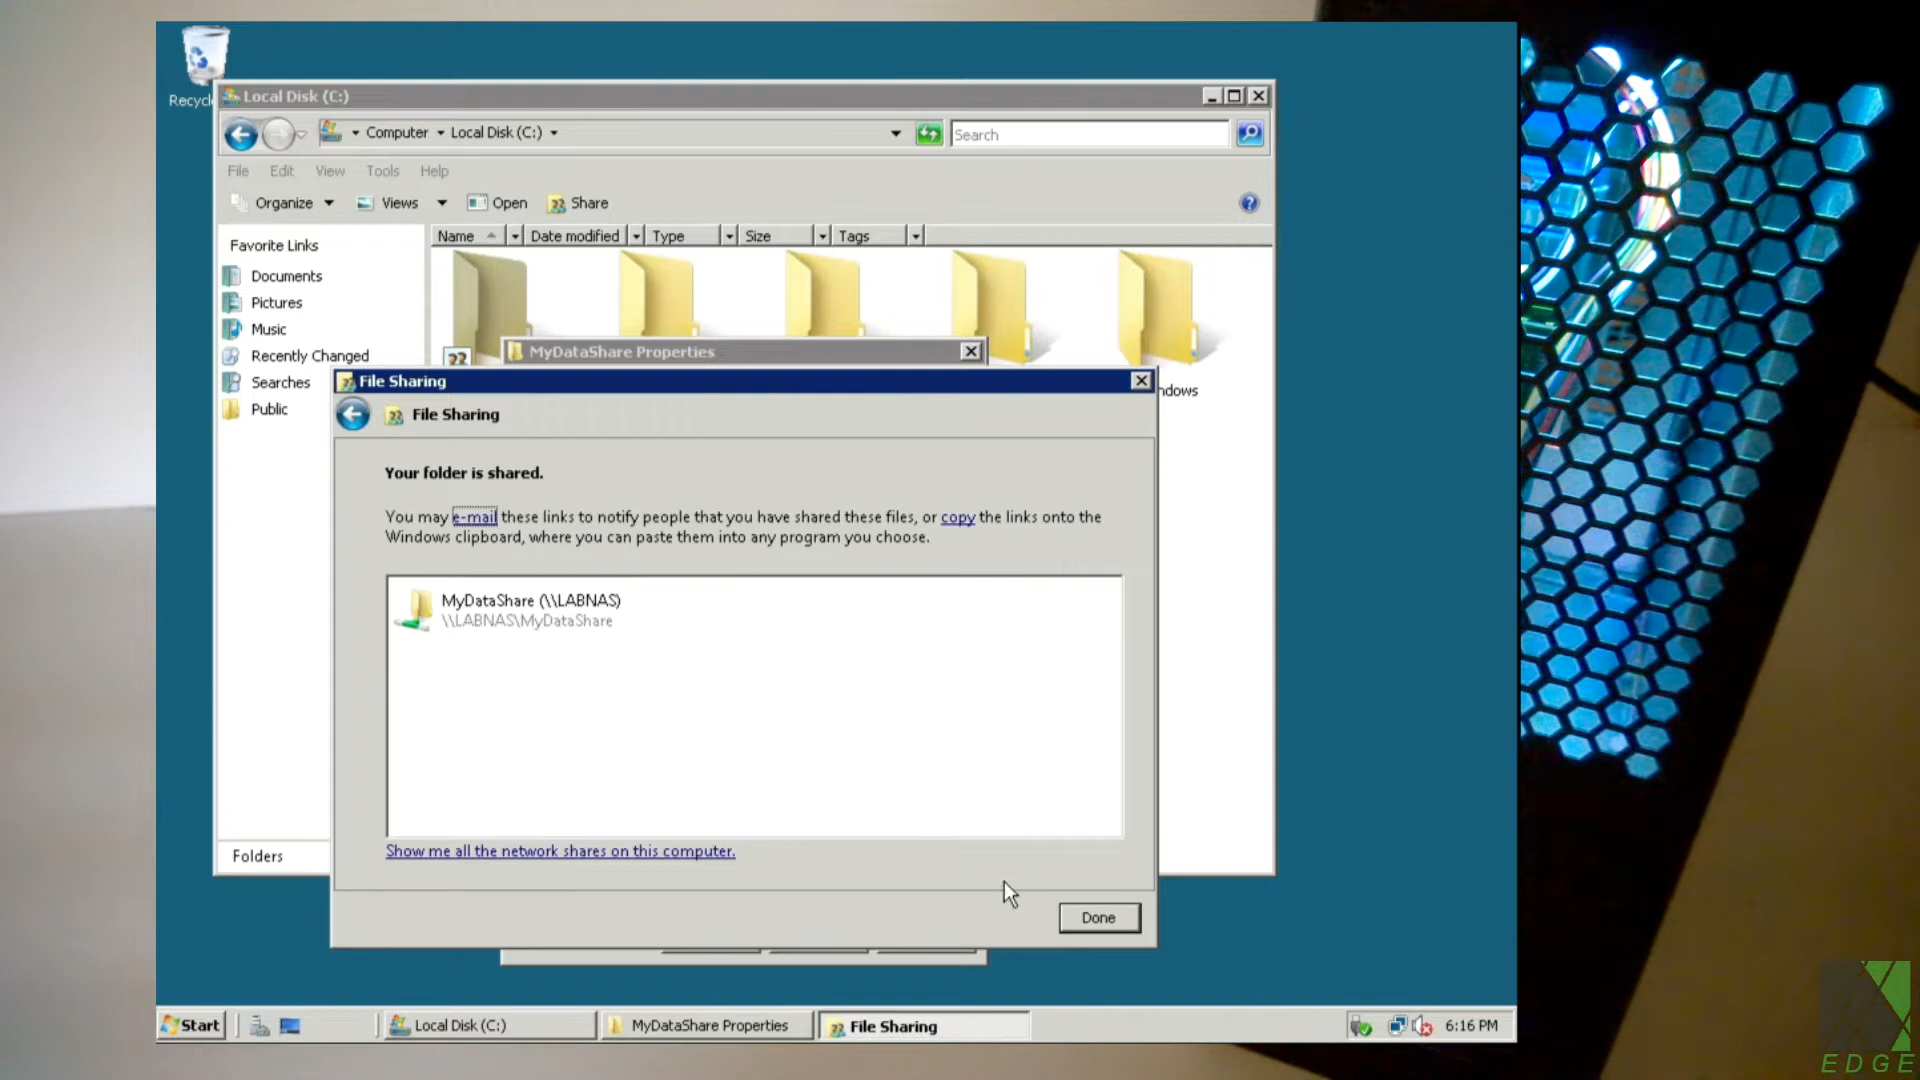 Recycl
Local Disk (C:)
Computer
Local Disk (C:)
Search
File
Edit
View
Tools
Help
Organize
Views
Open
Share
Favorite Links
Documents
Pictures
Music
Recently Changed
Searches
Public
Folders
Name
Date modified
Type
Size
Tags
ndows
MyDataShare Properties
File Sharing
File Sharing
Your folder is shared.
You may e-mail these links to notify people that you have shared these files, or copy the links onto the
Windows clipboard, where you can paste them into any program you choose.
MyDataShare (\\LABNAS)
\\LABNAS\MyDataShare
Show me all the network shares on this computer.
Done
Start
Local Disk (C:)
MyDataShare Properties
File Sharing
6:16 PM
EDGE